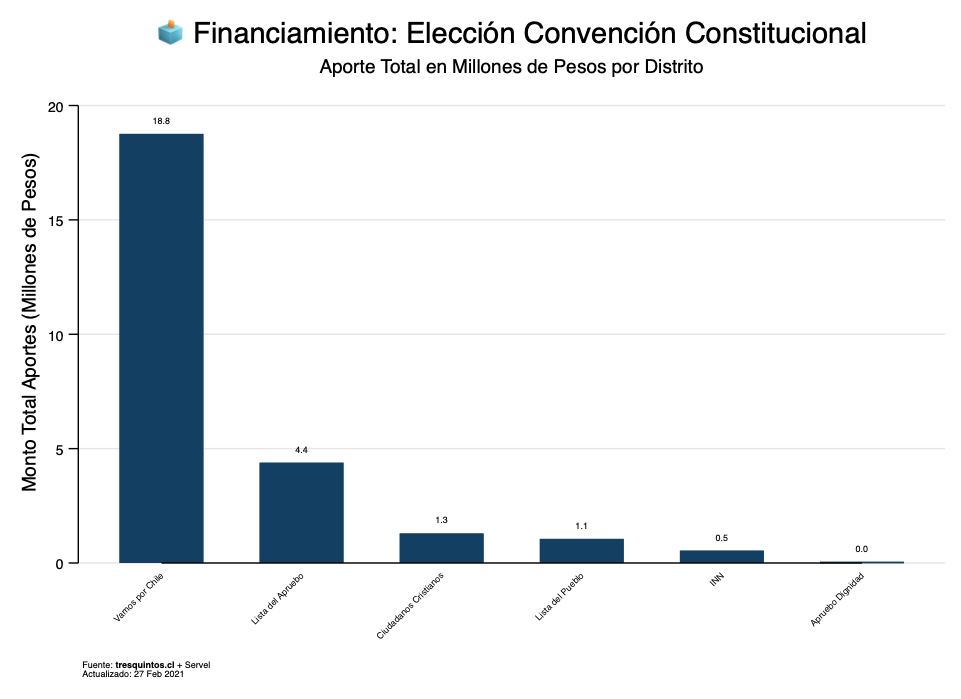 Financiamiento: Elección Convención Constitucional
Aporte Total en Millones de Pesos por Distrito
Monto Total Aportes (Millones de Pesos)
20
15
10
5
0
18.8
4.4
1.3
1.1
0.5
0.0
Vamos por Chile
Lista del Apruebo
Ciudadanos Cristianos
Lista del Pueblo
INN
Apruebo Dignidad
Fuente: tresquintos.cl + Servel
Actualizado: 27 Feb 2021